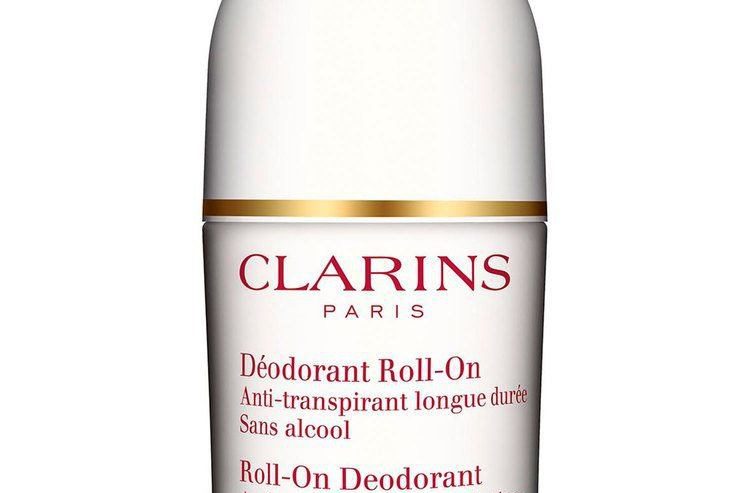 CLARINS
PARIS
Déodorant Roll-On
Anti-transpirant longue durée
Sans alcool
Roll-On Deodorant